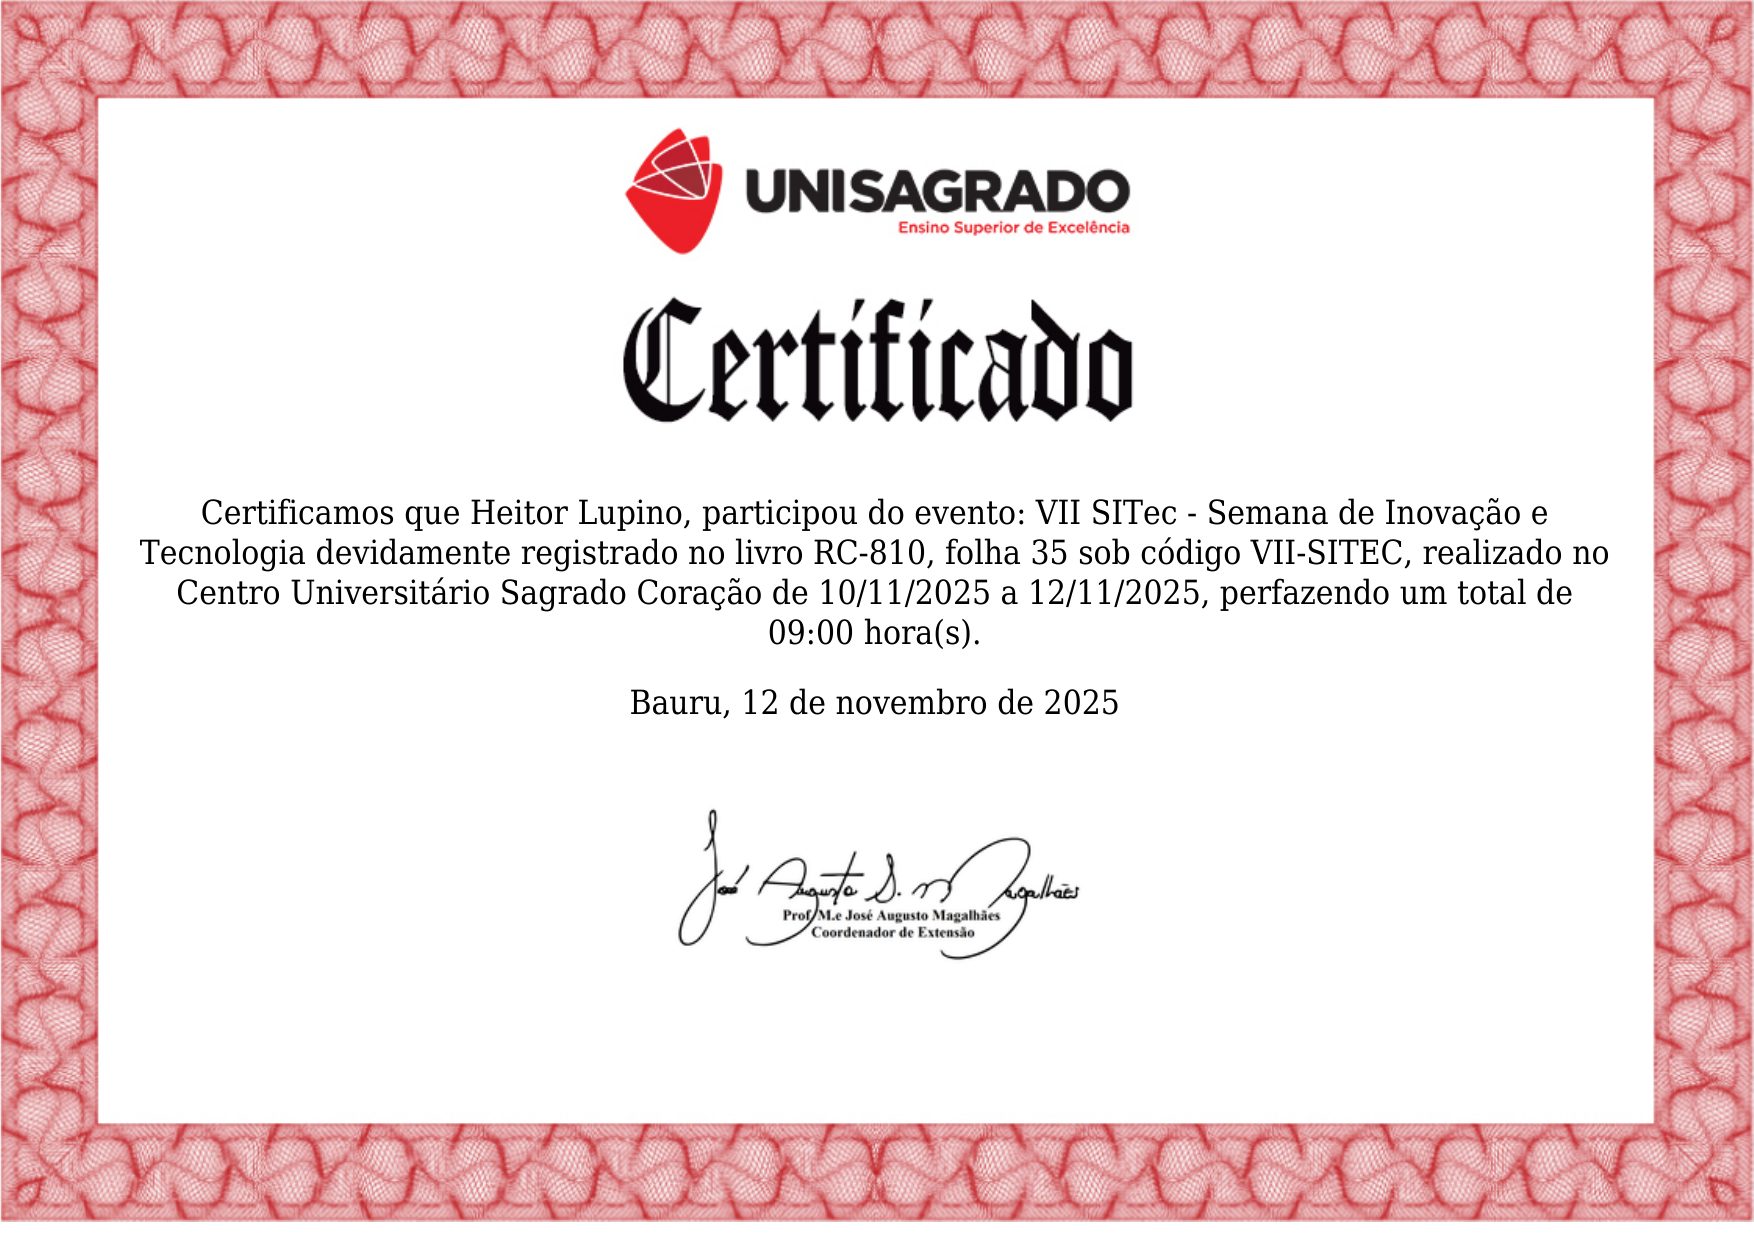 UNISAGRADO
Ensino Superior de Excelência
Certificado
Certificamos que Heitor Lupino, participou do evento: VII SITec - Semana de Inovação e
Tecnologia devidamente registrado no livro RC-810, folha 35 sob código VII-SITEC, realizado no
Centro Universitário Sagrado Coração de 10/11/2025 a 12/11/2025, perfazendo um total de
09:00 hora(s).
Bauru, 12 de novembro de 2025
José Augusto S. M Magalhães
Prof. M.e José Augusto Magalhães
Coordenador de Extensão